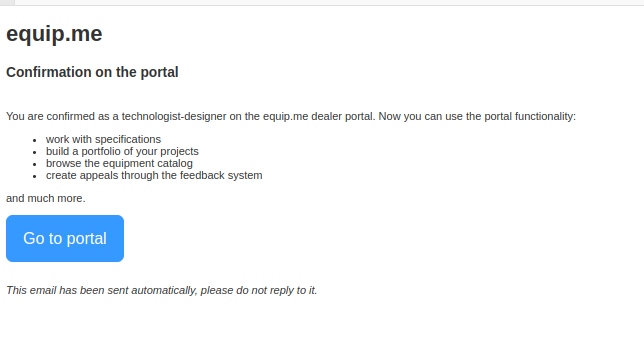 equip.me
Confirmation on the portal
You are confirmed as a technologist-designer on the equip.me dealer portal. Now you can use the portal functionality:
work with specifications
build a portfolio of your projects
browse the equipment catalog
create appeals through the feedback system
and much more.
Go to portal
This email has been sent automatically, please do not reply to it.